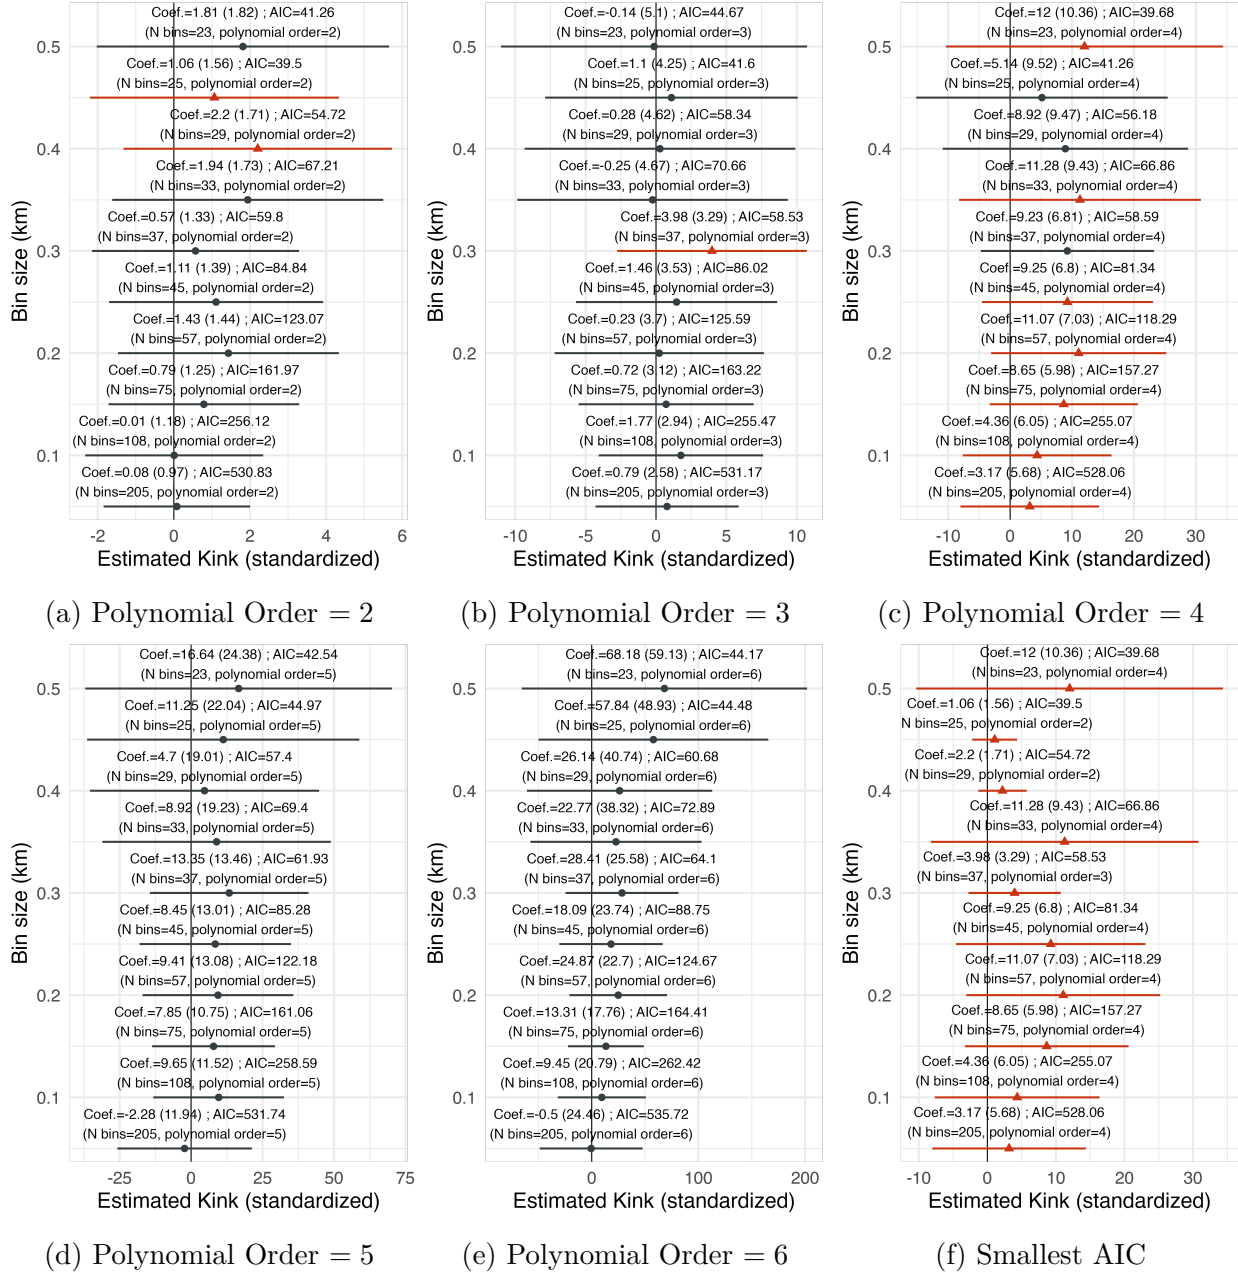 Coef.=1.81 (1.82) ; AIC=41.26
(N bins=23, polynomial order=2)
0.5
Coef.=1.06 (1.56) ; AIC=39.5
(N bins=25, polynomial order=2)
Coef.=2.2 (1.71) ; AIC=54.72
(N bins=29, polynomial order=2)
0.4
Coef.=1.94 (1.73) ; AIC=67.21
(N bins=33, polynomial order=2)
Coef.=0.57 (1.33) ; AIC=59.8
(N bins=37, polynomial order=2)
0.3
Coef.=1.11 (1.39) ; AIC=84.84
(N bins=45, polynomial order=2)
Coef.=1.43 (1.44) ; AIC=123.07
(N bins=57, polynomial order=2)
0.2
Coef.=0.79 (1.25) ; AIC=161.97
(N bins=75, polynomial order=2)
Coef.=0.01 (1.18) ; AIC=256.12
(N bins=108, polynomial order=2)
0.1
Coef.=0.08 (0.97) ; AIC=530.83
(N bins=205, polynomial order=2)
Bin size (km)
-2 0 2 4 6
Estimated Kink (standardized)
(a) Polynomial Order = 2
Coef.=-0.14 (5.1) ; AIC=44.67
(N bins=23, polynomial order=3)
0.5
Coef.=1.1 (4.25) ; AIC=41.6
(N bins=25, polynomial order=3)
Coef.=0.28 (4.62) ; AIC=58.34
(N bins=29, polynomial order=3)
0.4
Coef.=-0.25 (4.67) ; AIC=70.66
(N bins=33, polynomial order=3)
Coef.=3.98 (3.29) ; AIC=58.53
(N bins=37, polynomial order=3)
0.3
Coef.=1.46 (3.53) ; AIC=86.02
(N bins=45, polynomial order=3)
Coef.=0.23 (3.7) ; AIC=125.59
(N bins=57, polynomial order=3)
0.2
Coef.=0.72 (3.12) ; AIC=163.22
(N bins=75, polynomial order=3)
Coef.=1.77 (2.94) ; AIC=255.47
(N bins=108, polynomial order=3)
0.1
Coef.=0.79 (2.58) ; AIC=531.17
(N bins=205, polynomial order=3)
Bin size (km)
-10 -5 0 5 10
Estimated Kink (standardized)
(b) Polynomial Order = 3
Coef.=12 (10.36) ; AIC=39.68
(N bins=23, polynomial order=4)
0.5
Coef.=5.14 (9.52) ; AIC=41.26
(N bins=25, polynomial order=4)
Coef.=8.92 (9.47) ; AIC=56.18
(N bins=29, polynomial order=4)
0.4
Coef.=11.28 (9.43) ; AIC=66.86
(N bins=33, polynomial order=4)
Coef.=9.23 (6.81) ; AIC=58.59
(N bins=37, polynomial order=4)
0.3
Coef.=9.25 (6.8) ; AIC=81.34
(N bins=45, polynomial order=4)
Coef.=11.07 (7.03) ; AIC=118.29
(N bins=57, polynomial order=4)
0.2
Coef.=8.65 (5.98) ; AIC=157.27
(N bins=75, polynomial order=4)
Coef.=4.36 (6.05) ; AIC=255.07
(N bins=108, polynomial order=4)
0.1
Coef.=3.17 (5.68) ; AIC=528.06
(N bins=205, polynomial order=4)
Bin size (km)
-10 0 10 20 30
Estimated Kink (standardized)
(c) Polynomial Order = 4
Coef.=16.64 (24.38) ; AIC=42.54
(N bins=23, polynomial order=5)
0.5
Coef.=11.25 (22.04) ; AIC=44.97
(N bins=25, polynomial order=5)
Coef.=4.7 (19.01) ; AIC=57.4
(N bins=29, polynomial order=5)
0.4
Coef.=8.92 (19.23) ; AIC=69.4
(N bins=33, polynomial order=5)
Coef.=13.35 (13.46) ; AIC=61.93
(N bins=37, polynomial order=5)
0.3
Coef.=8.45 (13.01) ; AIC=85.28
(N bins=45, polynomial order=5)
Coef.=9.41 (13.08) ; AIC=122.18
(N bins=57, polynomial order=5)
0.2
Coef.=7.85 (10.75) ; AIC=161.06
(N bins=75, polynomial order=5)
Coef.=9.65 (11.52) ; AIC=258.59
(N bins=108, polynomial order=5)
0.1
Coef.=-2.28 (11.94) ; AIC=531.74
(N bins=205, polynomial order=5)
Bin size (km)
-25 0 25 50 75
Estimated Kink (standardized)
(d) Polynomial Order = 5
Coef.=68.18 (59.13) ; AIC=44.17
(N bins=23, polynomial order=6)
0.5
Coef.=57.84 (48.93) ; AIC=44.48
(N bins=25, polynomial order=6)
Coef.=26.14 (40.74) ; AIC=60.68
(N bins=29, polynomial order=6)
0.4
Coef.=22.77 (38.32) ; AIC=72.89
(N bins=33, polynomial order=6)
Coef.=28.41 (25.58) ; AIC=64.1
(N bins=37, polynomial order=6)
0.3
Coef.=18.09 (23.74) ; AIC=88.75
(N bins=45, polynomial order=6)
Coef.=24.87 (22.7) ; AIC=124.67
(N bins=57, polynomial order=6)
0.2
Coef.=13.31 (17.76) ; AIC=164.41
(N bins=75, polynomial order=6)
Coef.=9.45 (20.79) ; AIC=262.42
(N bins=108, polynomial order=6)
0.1
Coef.=-0.5 (24.46) ; AIC=535.72
(N bins=205, polynomial order=6)
Bin size (km)
0 100 200
Estimated Kink (standardized)
(e) Polynomial Order = 6
Coef.=12 (10.36) ; AIC=39.68
(N bins=23, polynomial order=4)
0.5
Coef.=1.06 (1.56) ; AIC=39.5
N bins=25, polynomial order=2)
Coef.=2.2 (1.71) ; AIC=54.72
(N bins=29, polynomial order=2)
0.4
Coef.=11.28 (9.43) ; AIC=66.86
(N bins=33, polynomial order=4)
Coef.=3.98 (3.29) ; AIC=58.53
(N bins=37, polynomial order=3)
0.3
Coef.=9.25 (6.8) ; AIC=81.34
(N bins=45, polynomial order=4)
Coef.=11.07 (7.03) ; AIC=118.29
(N bins=57, polynomial order=4)
0.2
Coef.=8.65 (5.98) ; AIC=157.27
(N bins=75, polynomial order=4)
Coef.=4.36 (6.05) ; AIC=255.07
(N bins=108, polynomial order=4)
0.1
Coef.=3.17 (5.68) ; AIC=528.06
(N bins=205, polynomial order=4)
Bin size (km)
-10 0 10 20 30
Estimated Kink (standardized)
(f) Smallest AIC